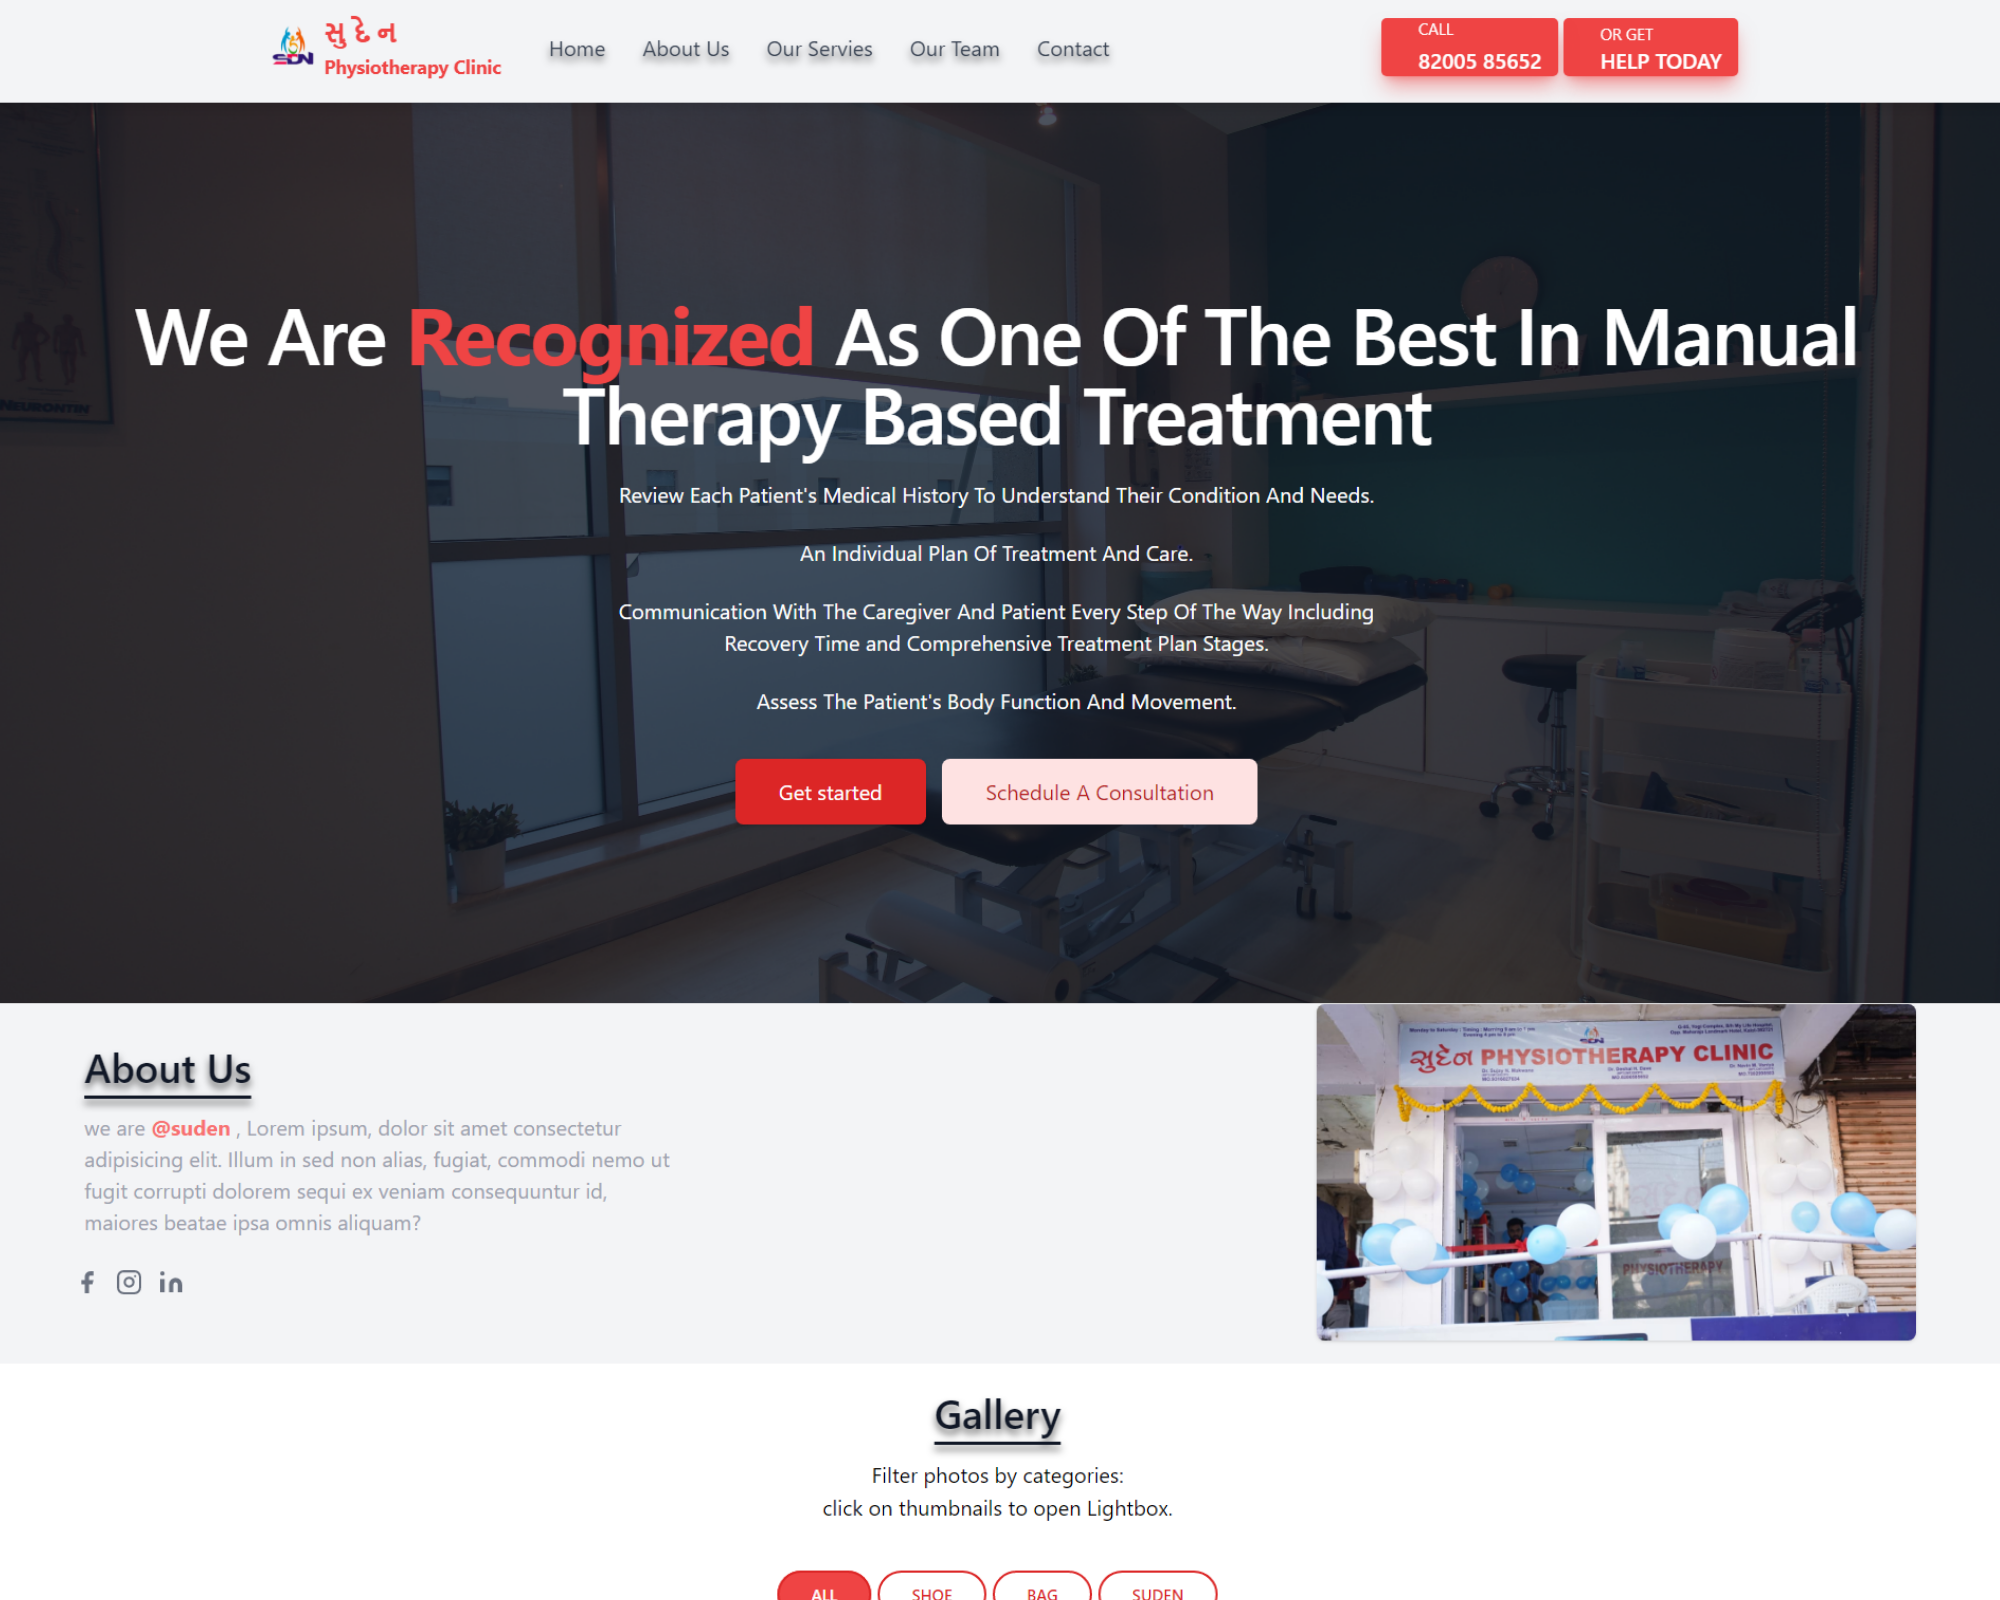 સુદેન
Physiotherapy Clinic
SDN
Home
About Us
Our Servies
Our Team
Contact
CALL
82005 85652
OR GET
HELP TODAY
NEURONTIN
We Are Recognized As One Of The Best In Manual
Therapy Based Treatment
Review Each Patient's Medical History To Understand Their Condition And Needs.
An Individual Plan Of Treatment And Care.
Communication With The Caregiver And Patient Every Step Of The Way Including
Recovery Time and Comprehensive Treatment Plan Stages.
Assess The Patient's Body Function And Movement.
Get started
Schedule A Consultation
About Us
we are @suden , Lorem ipsum, dolor sit amet consectetur
adipisicing elit. Illum in sed non alias, fugiat, commodi nemo ut
fugit corrupti dolorem sequi ex veniam consequuntur id,
maiores beatae ipsa omnis aliquam?
SDN
સુદેન PHYSIOTHERAPY CLINIC
PHYSIOTHERAPY
Gallery
Filter photos by categories:
click on thumbnails to open Lightbox.
ALL
SHOE
BAG
SUDEN